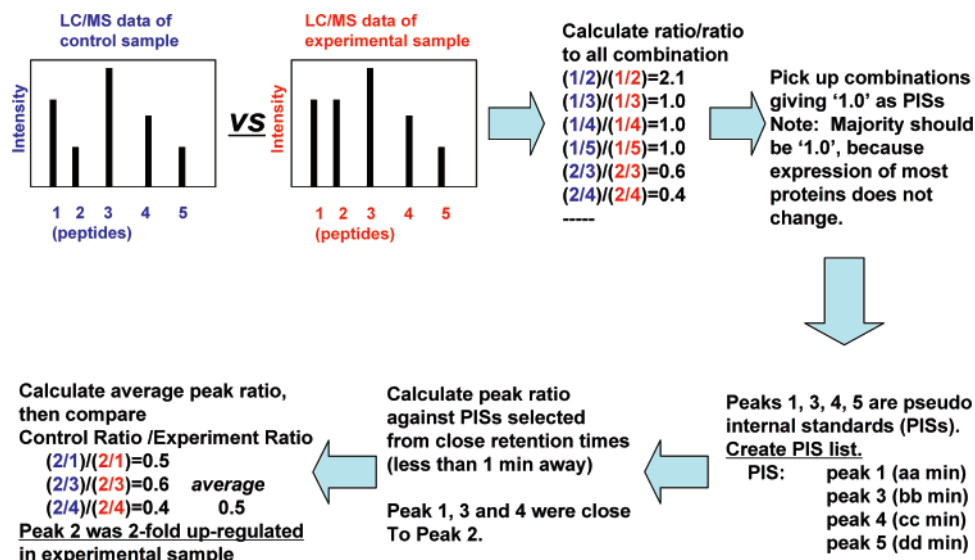 LC/MS data of
control sample
Intensity
1 2 3 4 5
(peptides)
vs
LC/MS data of
experimental sample
Intensity
1 2 3 4 5
(peptides)
Calculate ratio/ratio
to all combination
(1/2)/(1/2)=2.1
(1/3)/(1/3)=1.0
(1/4)/(1/4)=1.0
(1/5)/(1/5)=1.0
(2/3)/(2/3)=0.6
(2/4)/(2/4)=0.4
-----
Pick up combinations
giving ‘1.0’ as PISs
Note: Majority should
be ‘1.0’, because
expression of most
proteins does not
change.
Peaks 1, 3, 4, 5 are pseudo
internal standards (PISs).
Create PIS list.
PIS: peak 1 (aa min)
peak 3 (bb min)
peak 4 (cc min)
peak 5 (dd min)
Calculate peak ratio
against PISs selected
from close retention times
(less than 1 min away)
Peak 1, 3 and 4 were close
To Peak 2.
Calculate average peak ratio,
then compare
Control Ratio /Experiment Ratio
(2/1)/(2/1)=0.5
(2/3)/(2/3)=0.6 average
(2/4)/(2/4)=0.4 0.5
Peak 2 was 2-fold up-regulated
in experimental sample